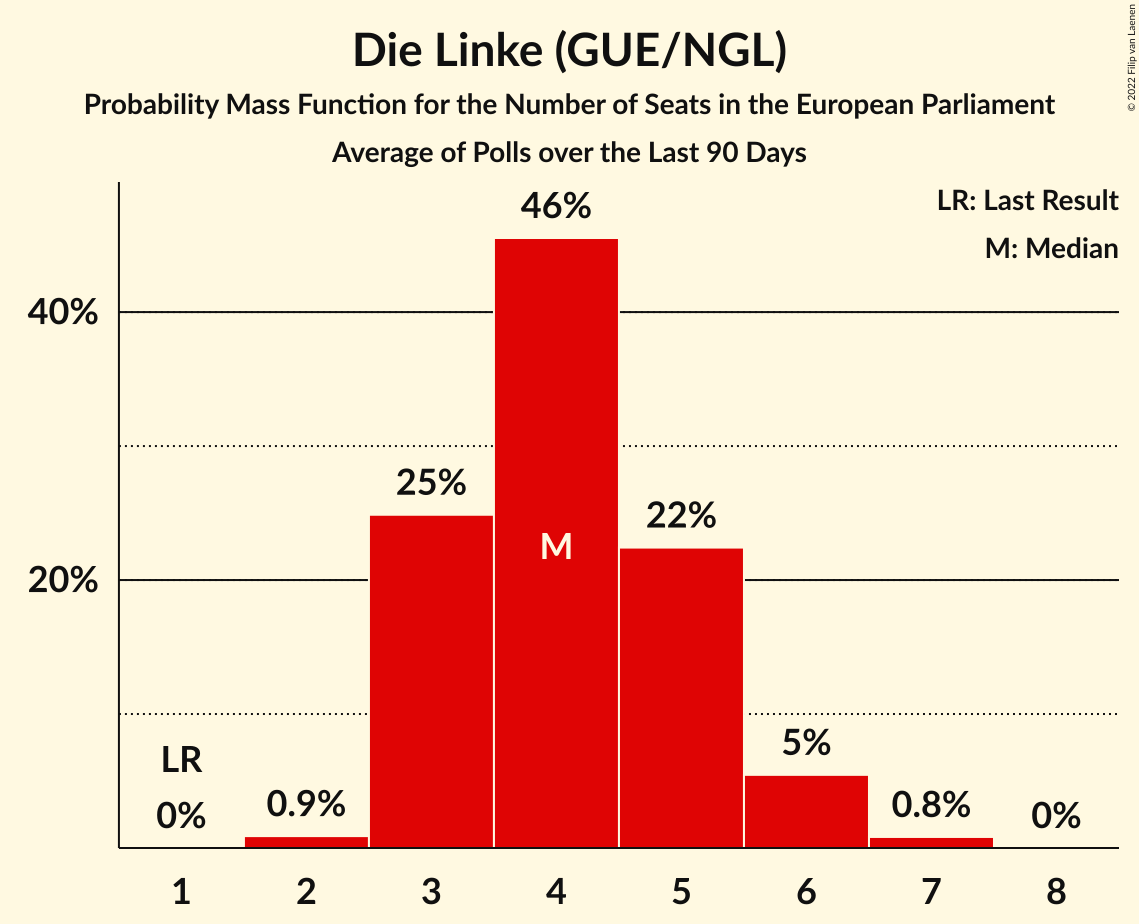 Die Linke (GUE/NGL)
Probability Mass Function for the Number of Seats in the European Parliament
Average of Polls over the Last 90 Days
© 2022 Filip van Laenen
LR: Last Result
M: Median
46%
40%
25%
22%
M
20%
LR
5%
0%
0.9%
0.8%
0%
1 2 3 4 5 6 7 8